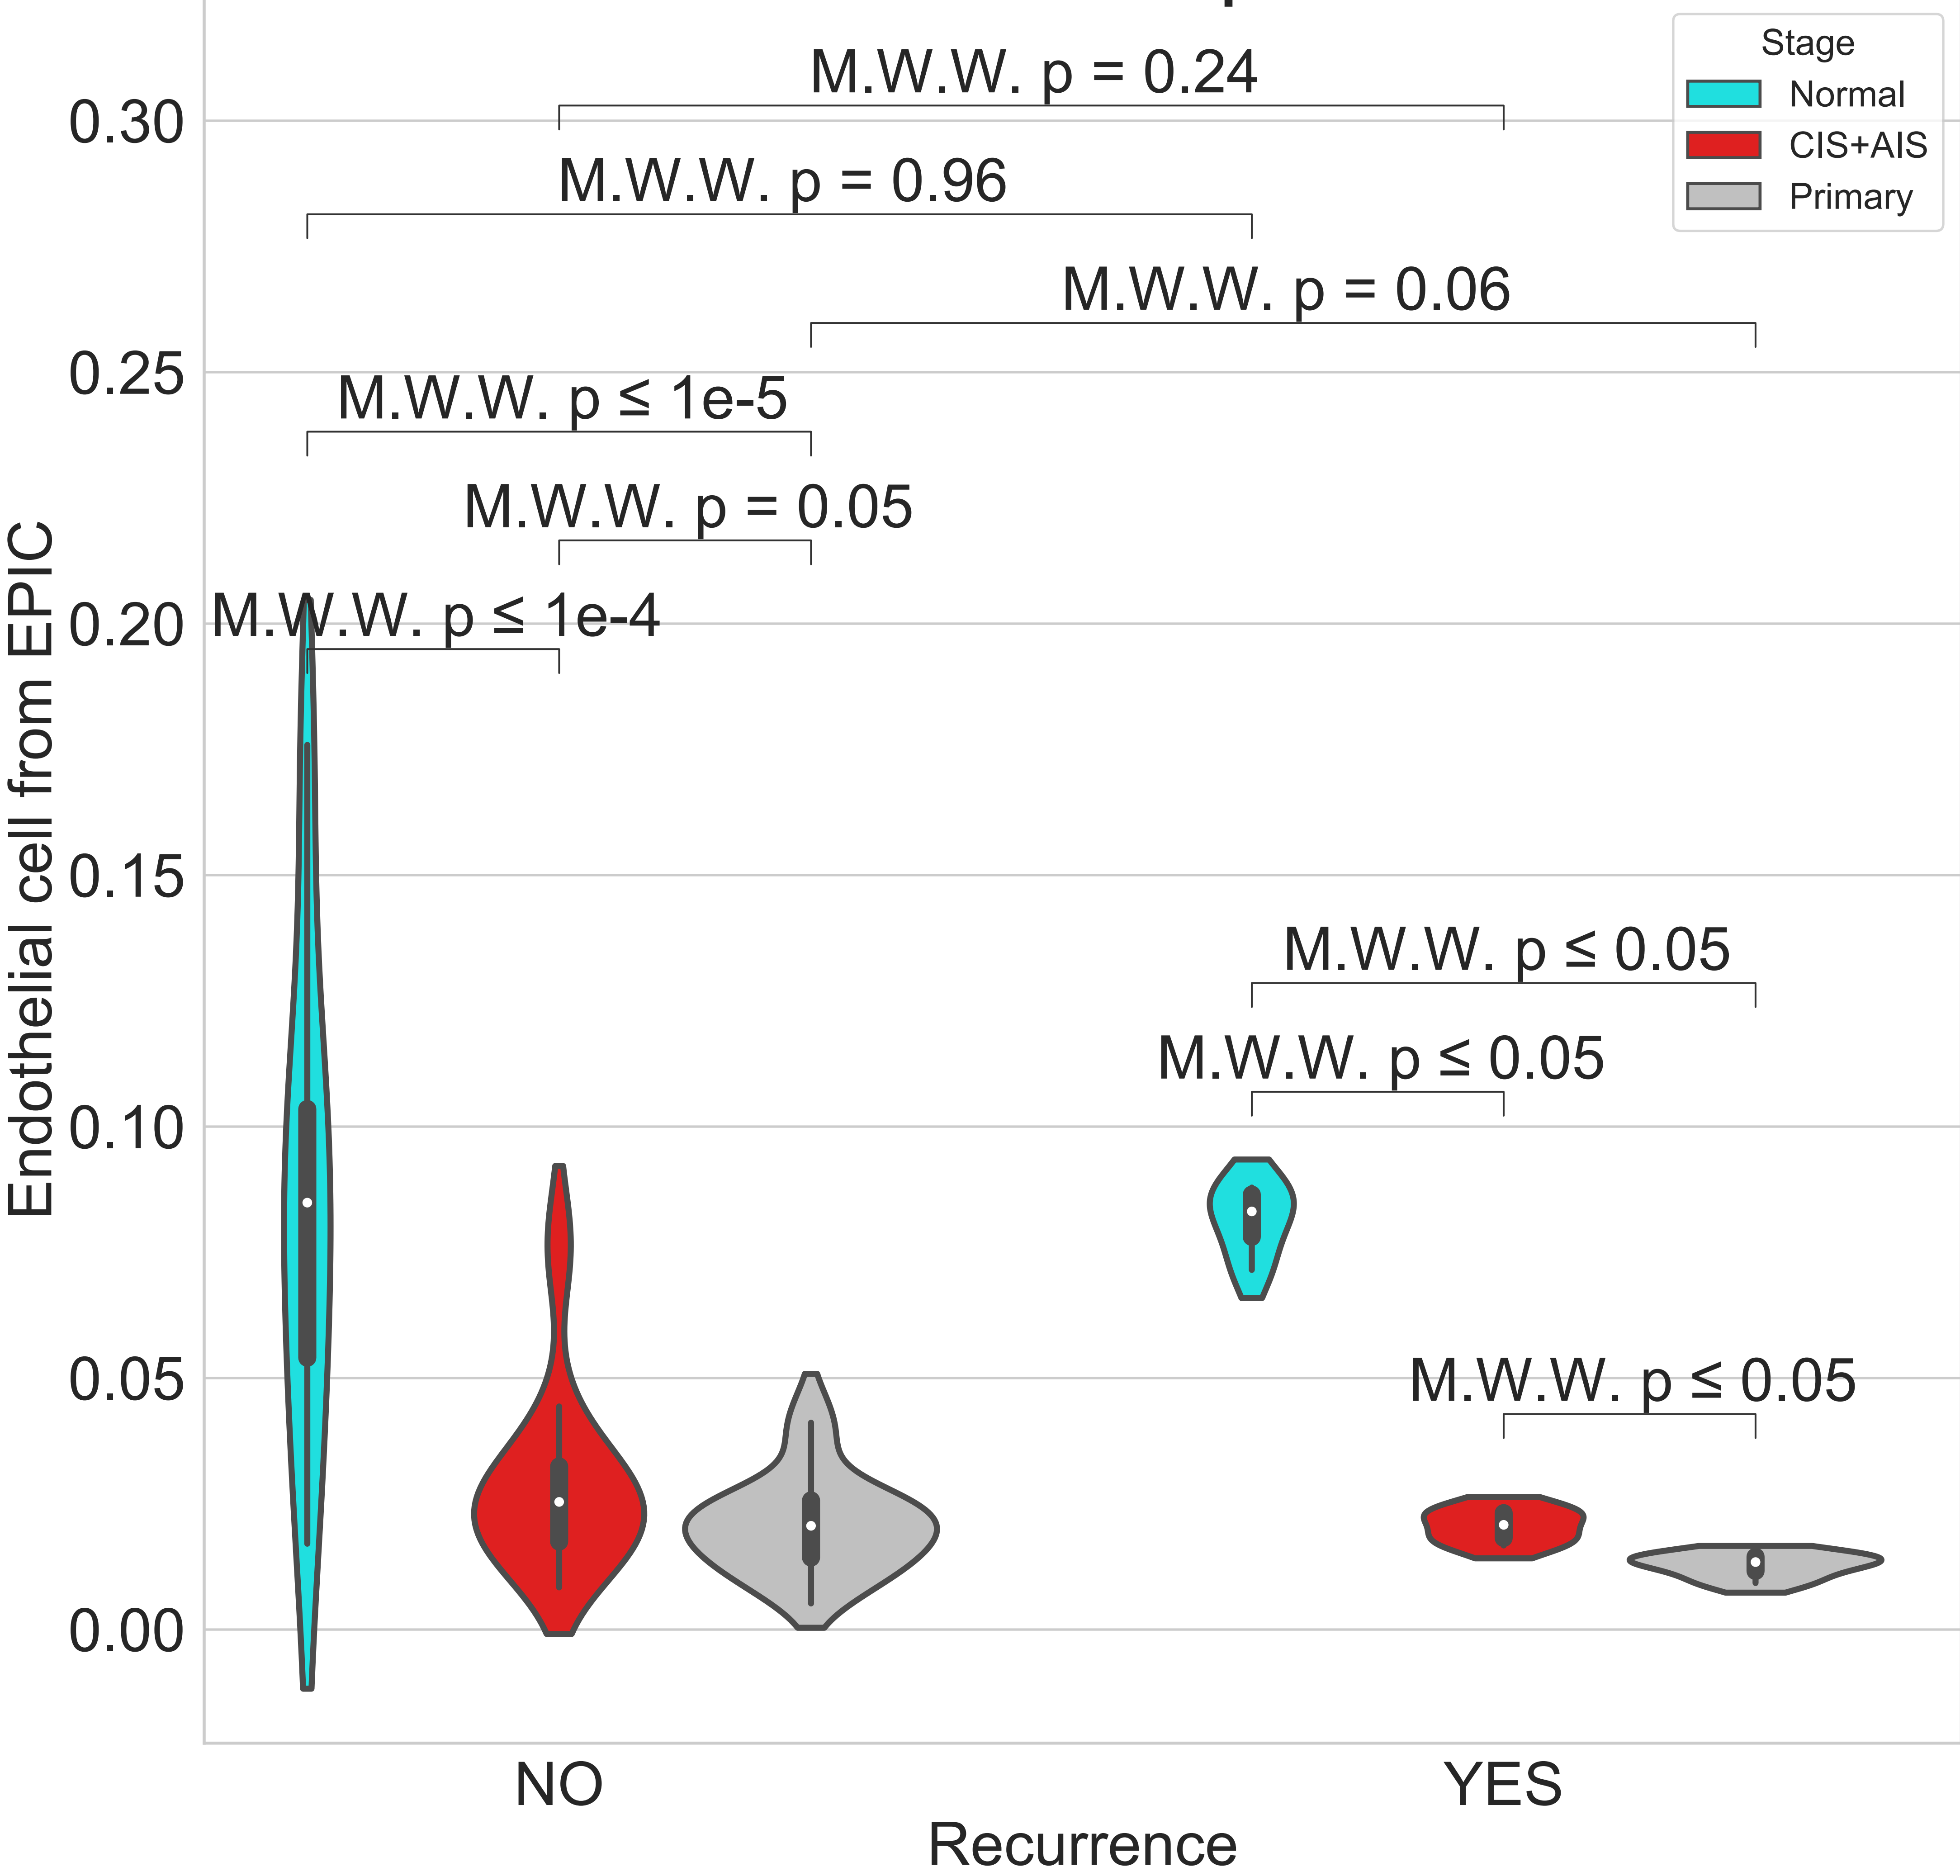 Stage
Normal
CIS+AIS
Primary
M.W.W. p = 0.24
M.W.W. p = 0.96
M.W.W. p = 0.06
M.W.W. p ≤ 1e-5
M.W.W. p = 0.05
M.W.W. p ≤ 1e-4
M.W.W. p ≤ 0.05
M.W.W. p ≤ 0.05
M.W.W. p ≤ 0.05
0.30
0.25
0.20
0.15
0.10
0.05
0.00
Endothelial cell from EPIC
NO
YES
Recurrence